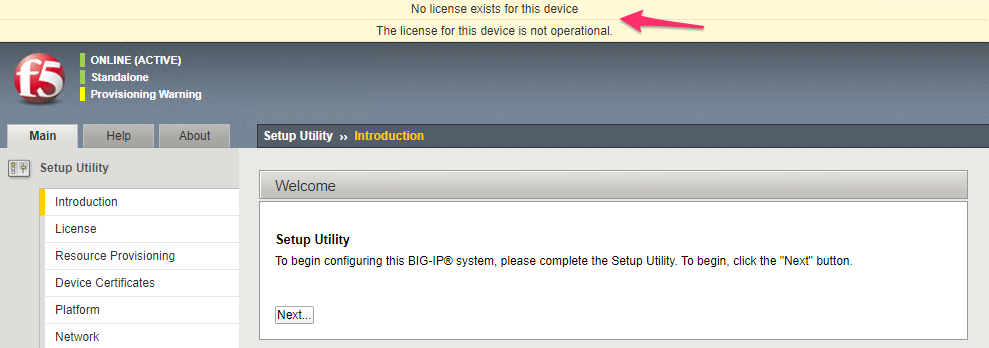 No license exists for this device
The license for this device is not operational.
f5
ONLINE (ACTIVE)
Standalone
Provisioning Warning
Main
Help
About
Setup Utility ›› Introduction
Setup Utility
Introduction
License
Resource Provisioning
Device Certificates
Platform
Network
Welcome
Setup Utility
To begin configuring this BIG-IP® system, please complete the Setup Utility. To begin, click the "Next" button.
Next...